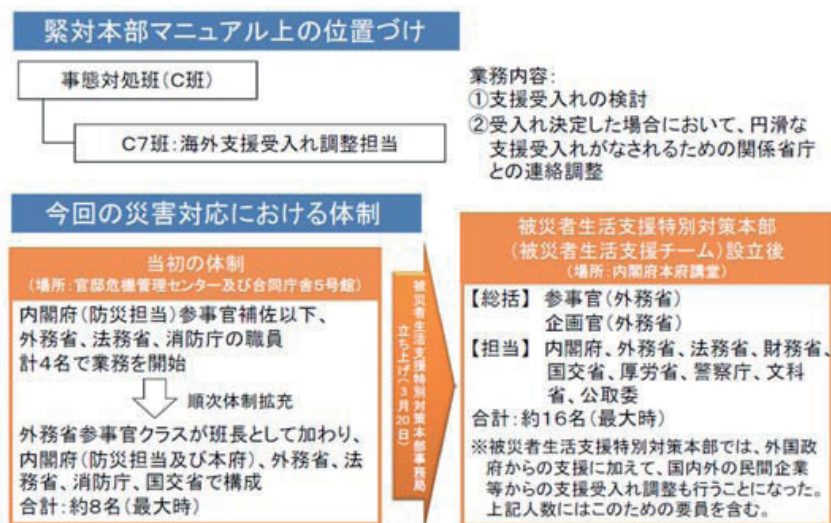 緊対本部マニュアル上の位置づけ
事態対処班(C班)
C7班:海外支援受入れ調整担当
業務内容:
①支援受入れの検討
②受入れ決定した場合において、円滑な
支援受入れがなされるための関係省庁
との連絡調整
今回の災害対応における体制
当初の体制
(場所:官邸危機管理センター及び合同庁舎5号館)
内閣府(防災担当)参事官補佐以下、
外務省、法務省、消防庁の職員
計4名で業務を開始
順次体制拡充
外務省参事官クラスが班長として加わり、
内閣府(防災担当及び本府)、外務省、法
務省、消防庁、国交省で構成
合計:約8名(最大時)
被災者生活支援特別対策本部事務局
立ち上げ(3月20日)
被災者生活支援特別対策本部
(被災者生活支援チーム)設立後
(場所:内閣府本府講堂)
【総括】 参事官(外務省)
企画官(外務省)
【担当】 内閣府、外務省、法務省、財務省、
国交省、厚労省、警察庁、文科
省、公取委
合計:約16名(最大時)
※被災者生活支援特別対策本部では、外国政
府からの支援に加えて、国内外の民間企業
等からの支援受入れ調整も行うことになった。
上記人数にはこのための要員を含む。